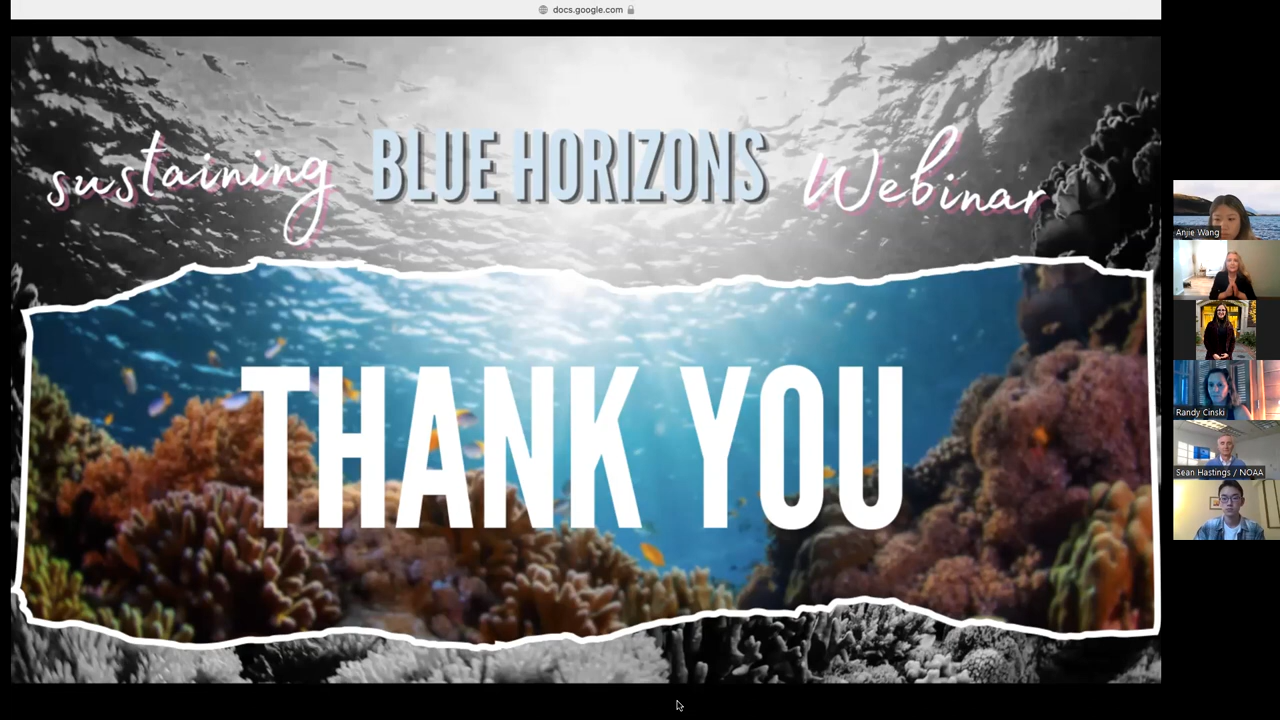 docs.google.com
sustaining BLUE HORIZONS Webinar
THANK YOU
Anjie Wang
Randy Cinski
Sean Hastings / NOAA